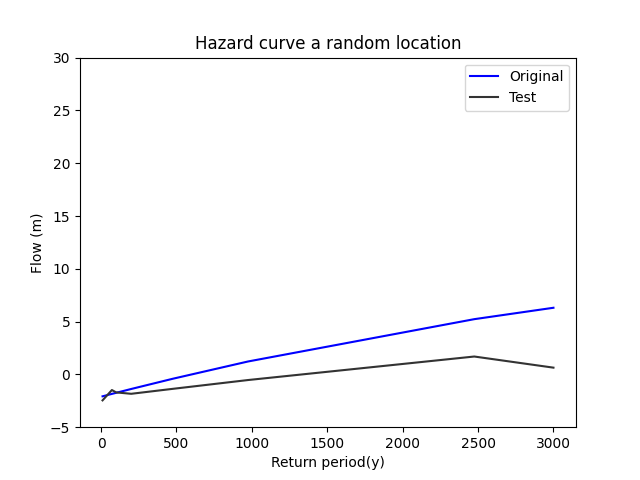 Hazard curve a random location
Original
Test
30
25
20
15
10
5
0
−5
Flow (m)
0 500 1000 1500 2000 2500 3000
Return period(y)